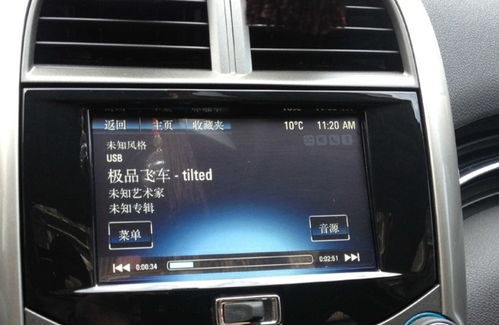 返回 主页 收藏夹 10°C 11:20 AM
未知风格
USB
极品飞车 - tilted
未知艺术家
未知专辑
菜单 音源
0:00:34 0:02:51